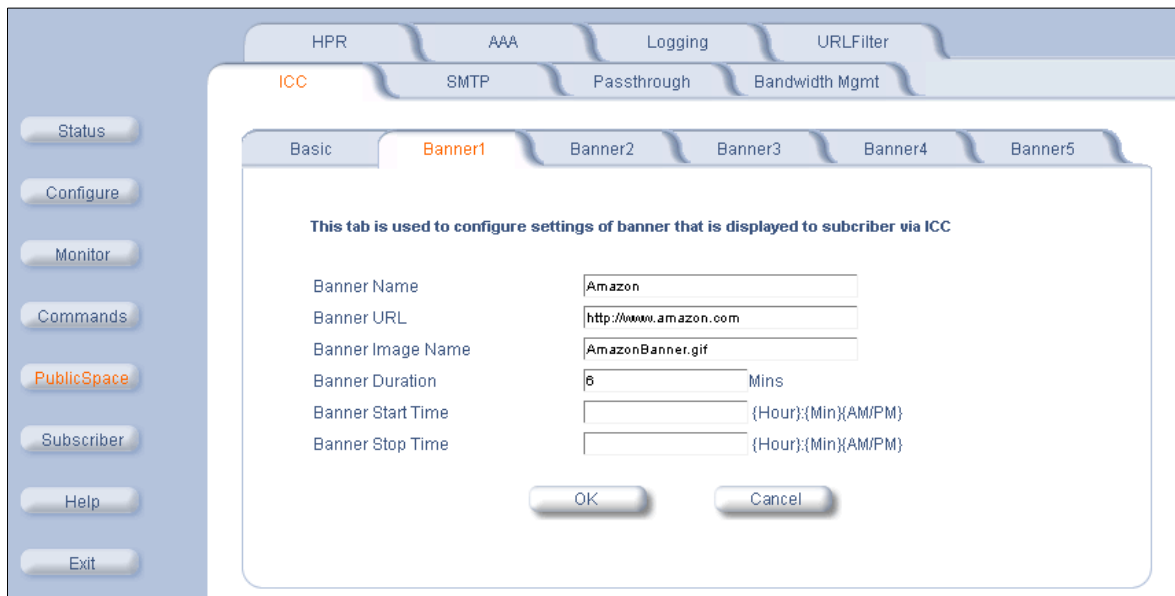 HPR AAA Logging URLFilter
ICC SMTP Passthrough Bandwidth Mgmt
Status
Configure
Monitor
Commands
PublicSpace
Subscriber
Help
Exit
Basic Banner1 Banner2 Banner3 Banner4 Banner5
This tab is used to configure settings of banner that is displayed to subcriber via ICC
Banner Name Amazon
Banner URL http://www.amazon.com
Banner Image Name AmazonBanner.gif
Banner Duration 6 Mins
Banner Start Time {Hour}:{Min}{AM/PM}
Banner Stop Time {Hour}:{Min}{AM/PM}
OK Cancel